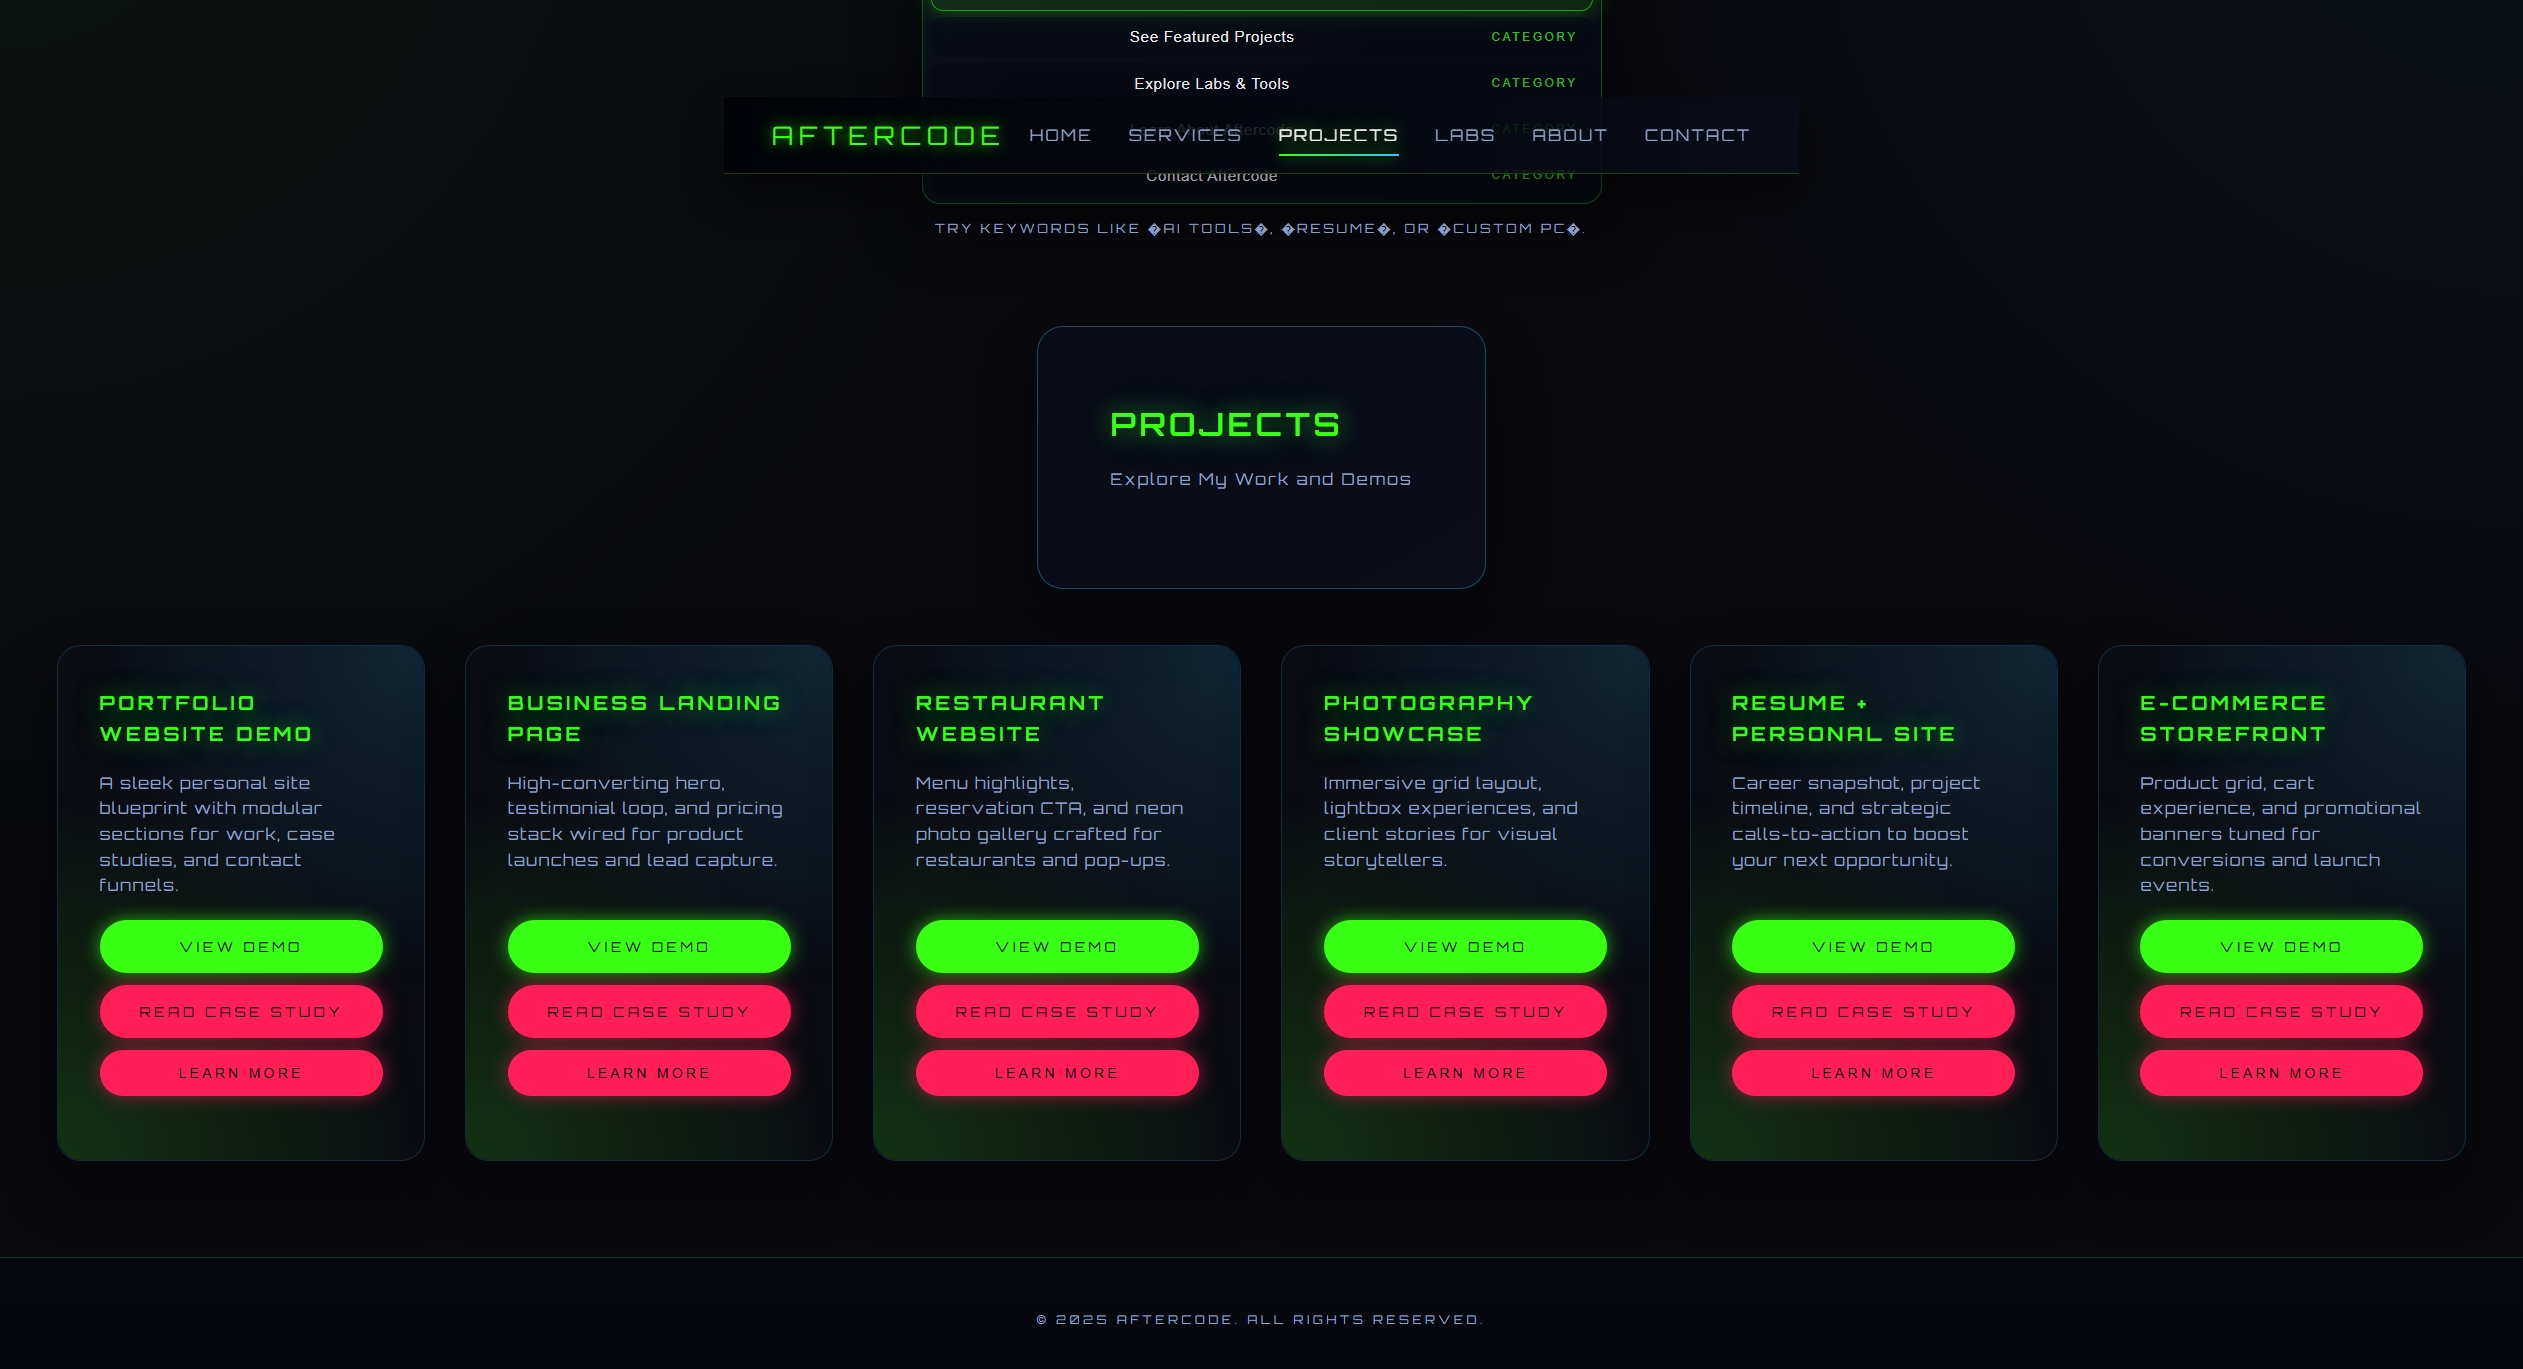 See Featured Projects CATEGORY
Explore Labs & Tools CATEGORY
AFTERCODE HOME SERVICES PROJECTS LABS ABOUT CONTACT
Contact Aftercode CATEGORY
TRY KEYWORDS LIKE �AI TOOLS�, �RESUME�, OR �CUSTOM PC�.
PROJECTS
Explore My Work and Demos
PORTFOLIO
WEBSITE DEMO
A sleek personal site
blueprint with modular
sections for work, case
studies, and contact
funnels.
VIEW DEMO
READ CASE STUDY
LEARN MORE
BUSINESS LANDING
PAGE
High-converting hero,
testimonial loop, and pricing
stack wired for product
launches and lead capture.
VIEW DEMO
READ CASE STUDY
LEARN MORE
RESTAURANT
WEBSITE
Menu highlights,
reservation CTA, and neon
photo gallery crafted for
restaurants and pop-ups.
VIEW DEMO
READ CASE STUDY
LEARN MORE
PHOTOGRAPHY
SHOWCASE
Immersive grid layout,
lightbox experiences, and
client stories for visual
storytellers.
VIEW DEMO
READ CASE STUDY
LEARN MORE
RESUME +
PERSONAL SITE
Career snapshot, project
timeline, and strategic
calls-to-action to boost
your next opportunity.
VIEW DEMO
READ CASE STUDY
LEARN MORE
E-COMMERCE
STOREFRONT
Product grid, cart
experience, and promotional
banners tuned for
conversions and launch
events.
VIEW DEMO
READ CASE STUDY
LEARN MORE
© 2025 AFTERCODE. ALL RIGHTS RESERVED.